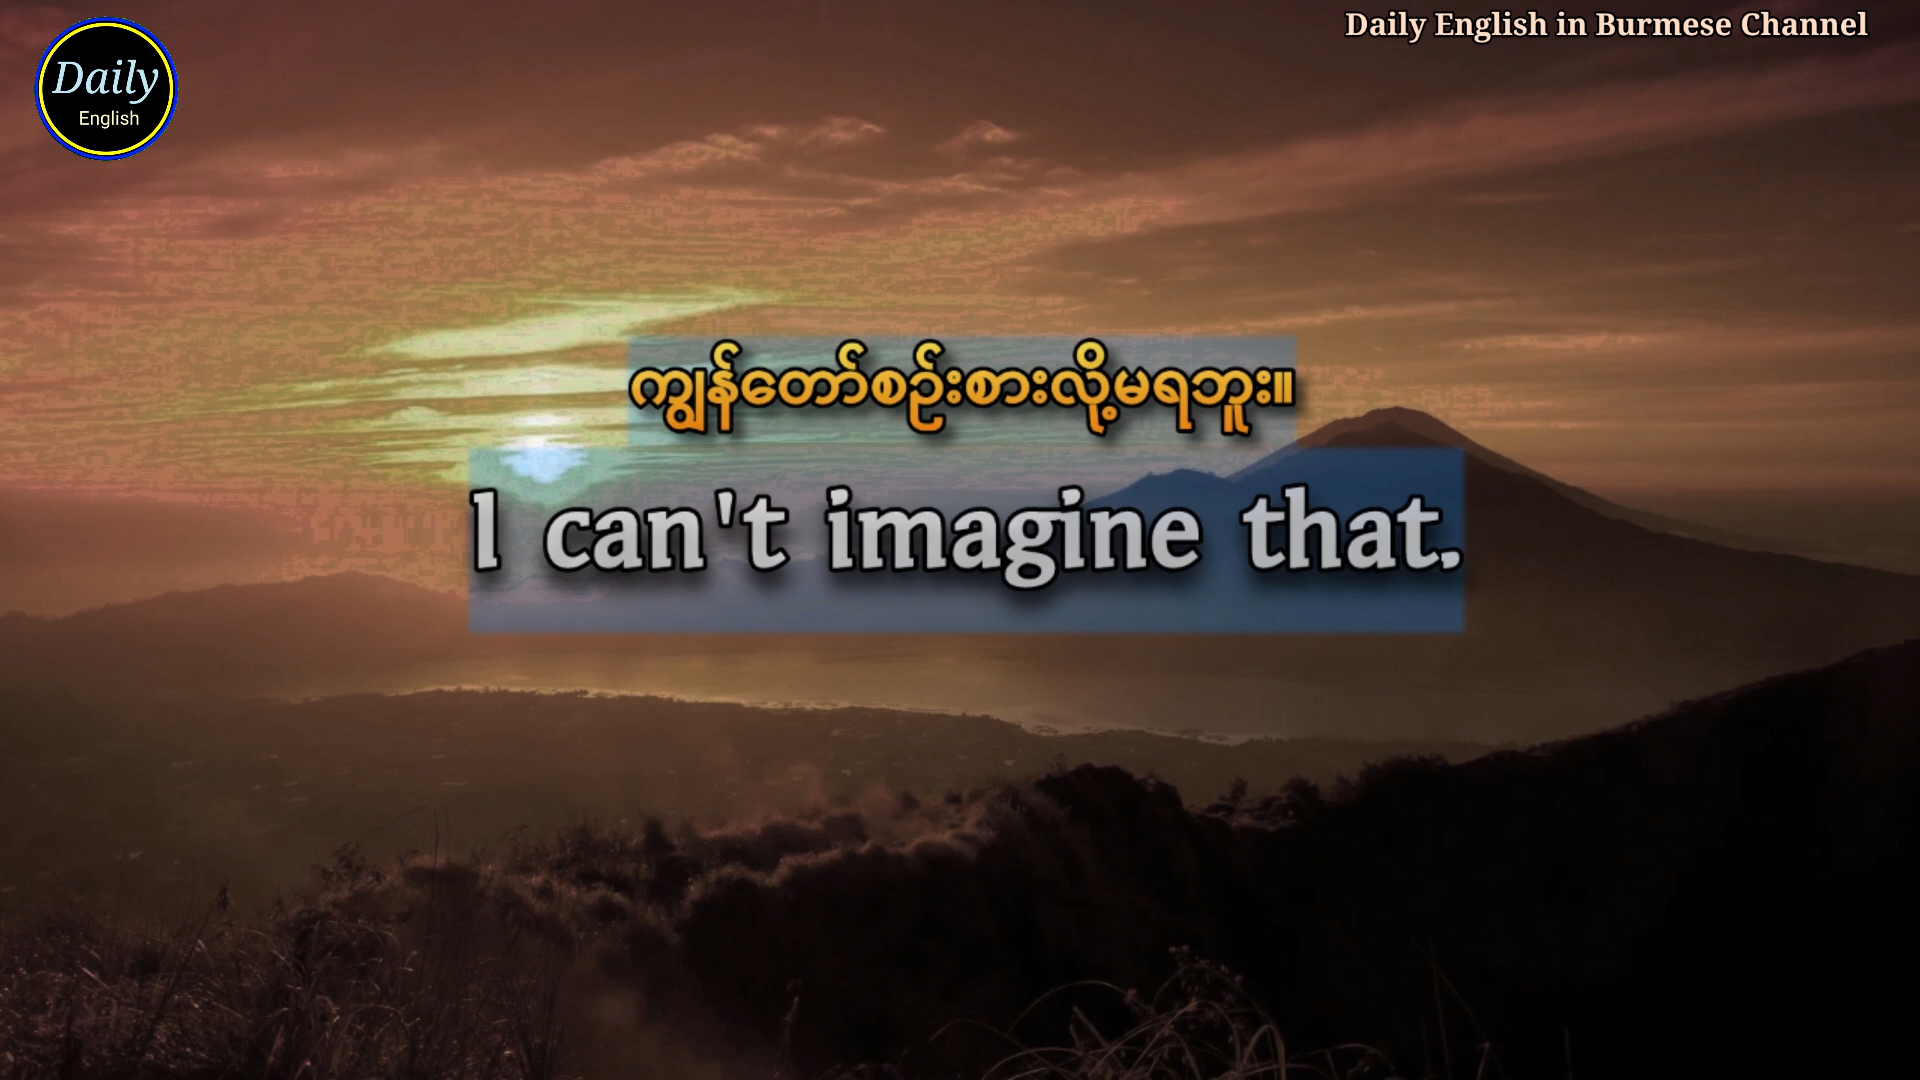 Daily English in Burmese Channel
Daily
English
ကျွန်တော်စဉ်းစားလို့မရဘူး။
I can't imagine that.